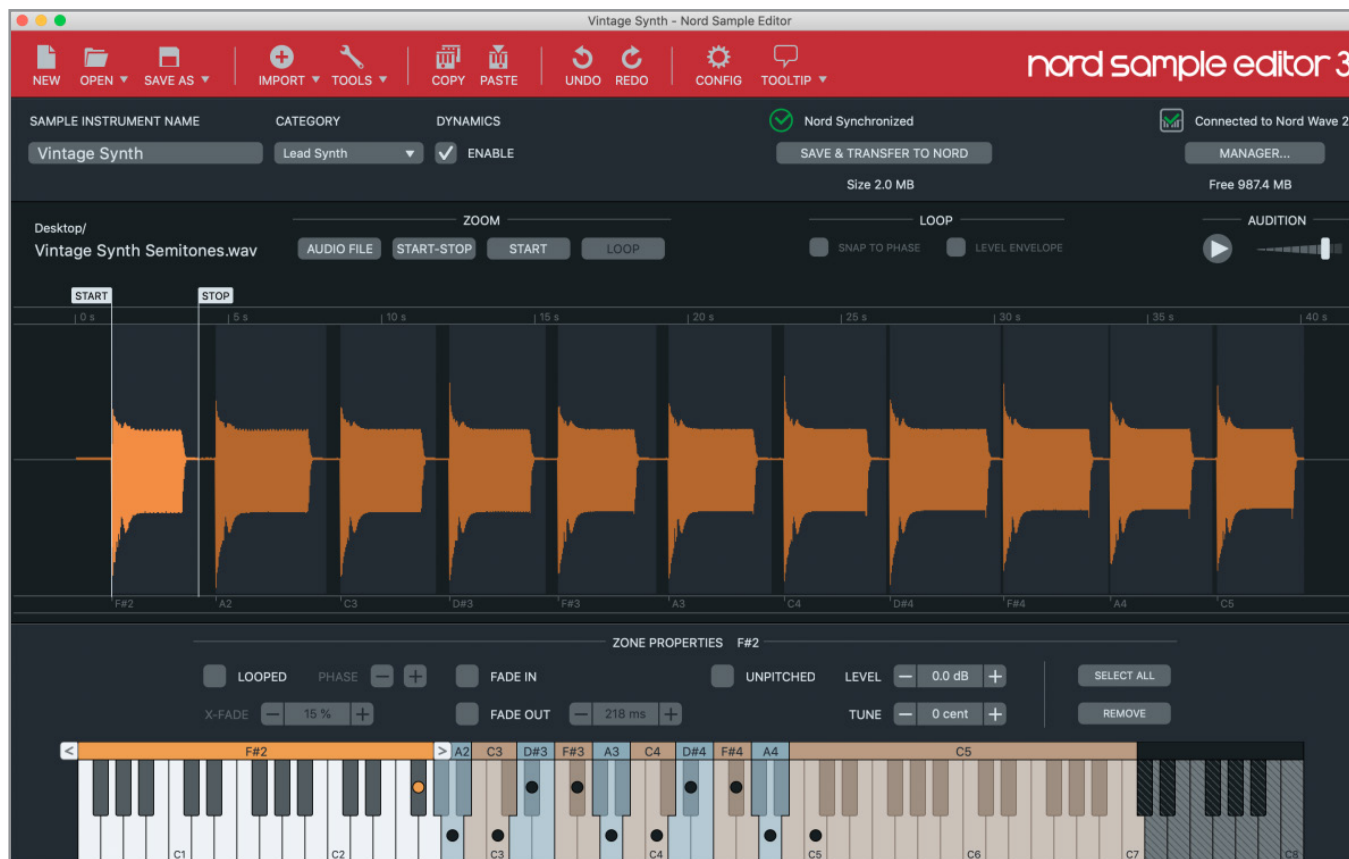 Vintage Synth - Nord Sample Editor
NEW OPEN SAVE AS IMPORT TOOLS COPY PASTE UNDO REDO CONFIG TOOLTIP
nord sample editor 3
SAMPLE INSTRUMENT NAME CATEGORY DYNAMICS Nord Synchronized Connected to Nord Wave 2
Vintage Synth Lead Synth ENABLE SAVE & TRANSFER TO NORD MANAGER...
Size 2.0 MB Free 987.4 MB
ZOOM LOOP AUDITION
Desktop/
Vintage Synth Semitones.wav AUDIO FILE START-STOP START LOOP SNAP TO PHASE LEVEL ENVELOPE
START STOP
0 s 5 s 10 s 15 s 20 s 25 s 30 s 35 s 40 s
F#2 A2 C3 D#3 F#3 A3 C4 D#4 F#4 A4 C5
ZONE PROPERTIES F#2
LOOPED PHASE − + FADE IN UNPITCHED LEVEL − 0.0 dB + SELECT ALL
X-FADE − 15 % + FADE OUT − 218 ms + TUNE − 0 cent + REMOVE
< F#2 > A2 C3 D#3 F#3 A3 C4 D#4 F#4 A4 C5
C1 C2 C3 C4 C5 C6 C7 C8